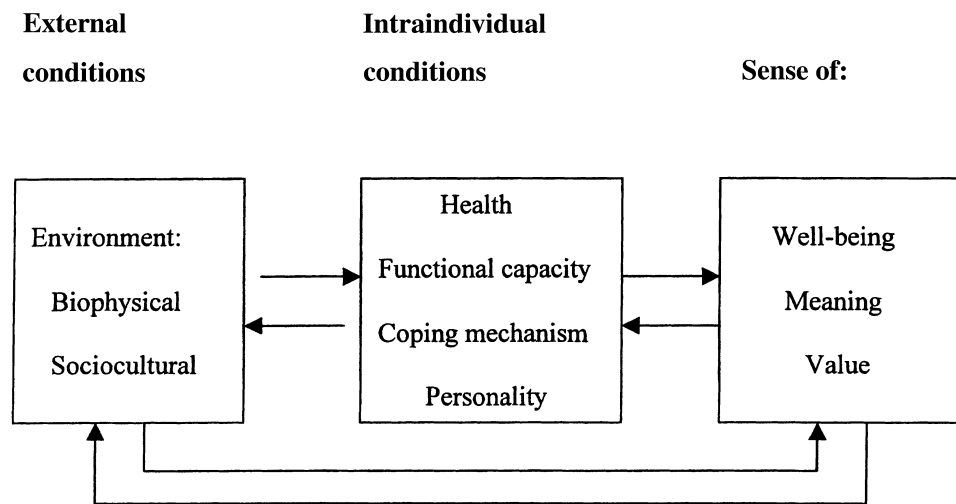 External
conditions
Intraindividual
conditions
Sense of:
Environment:
Biophysical
Sociocultural
Health
Functional capacity
Coping mechanism
Personality
Well-being
Meaning
Value